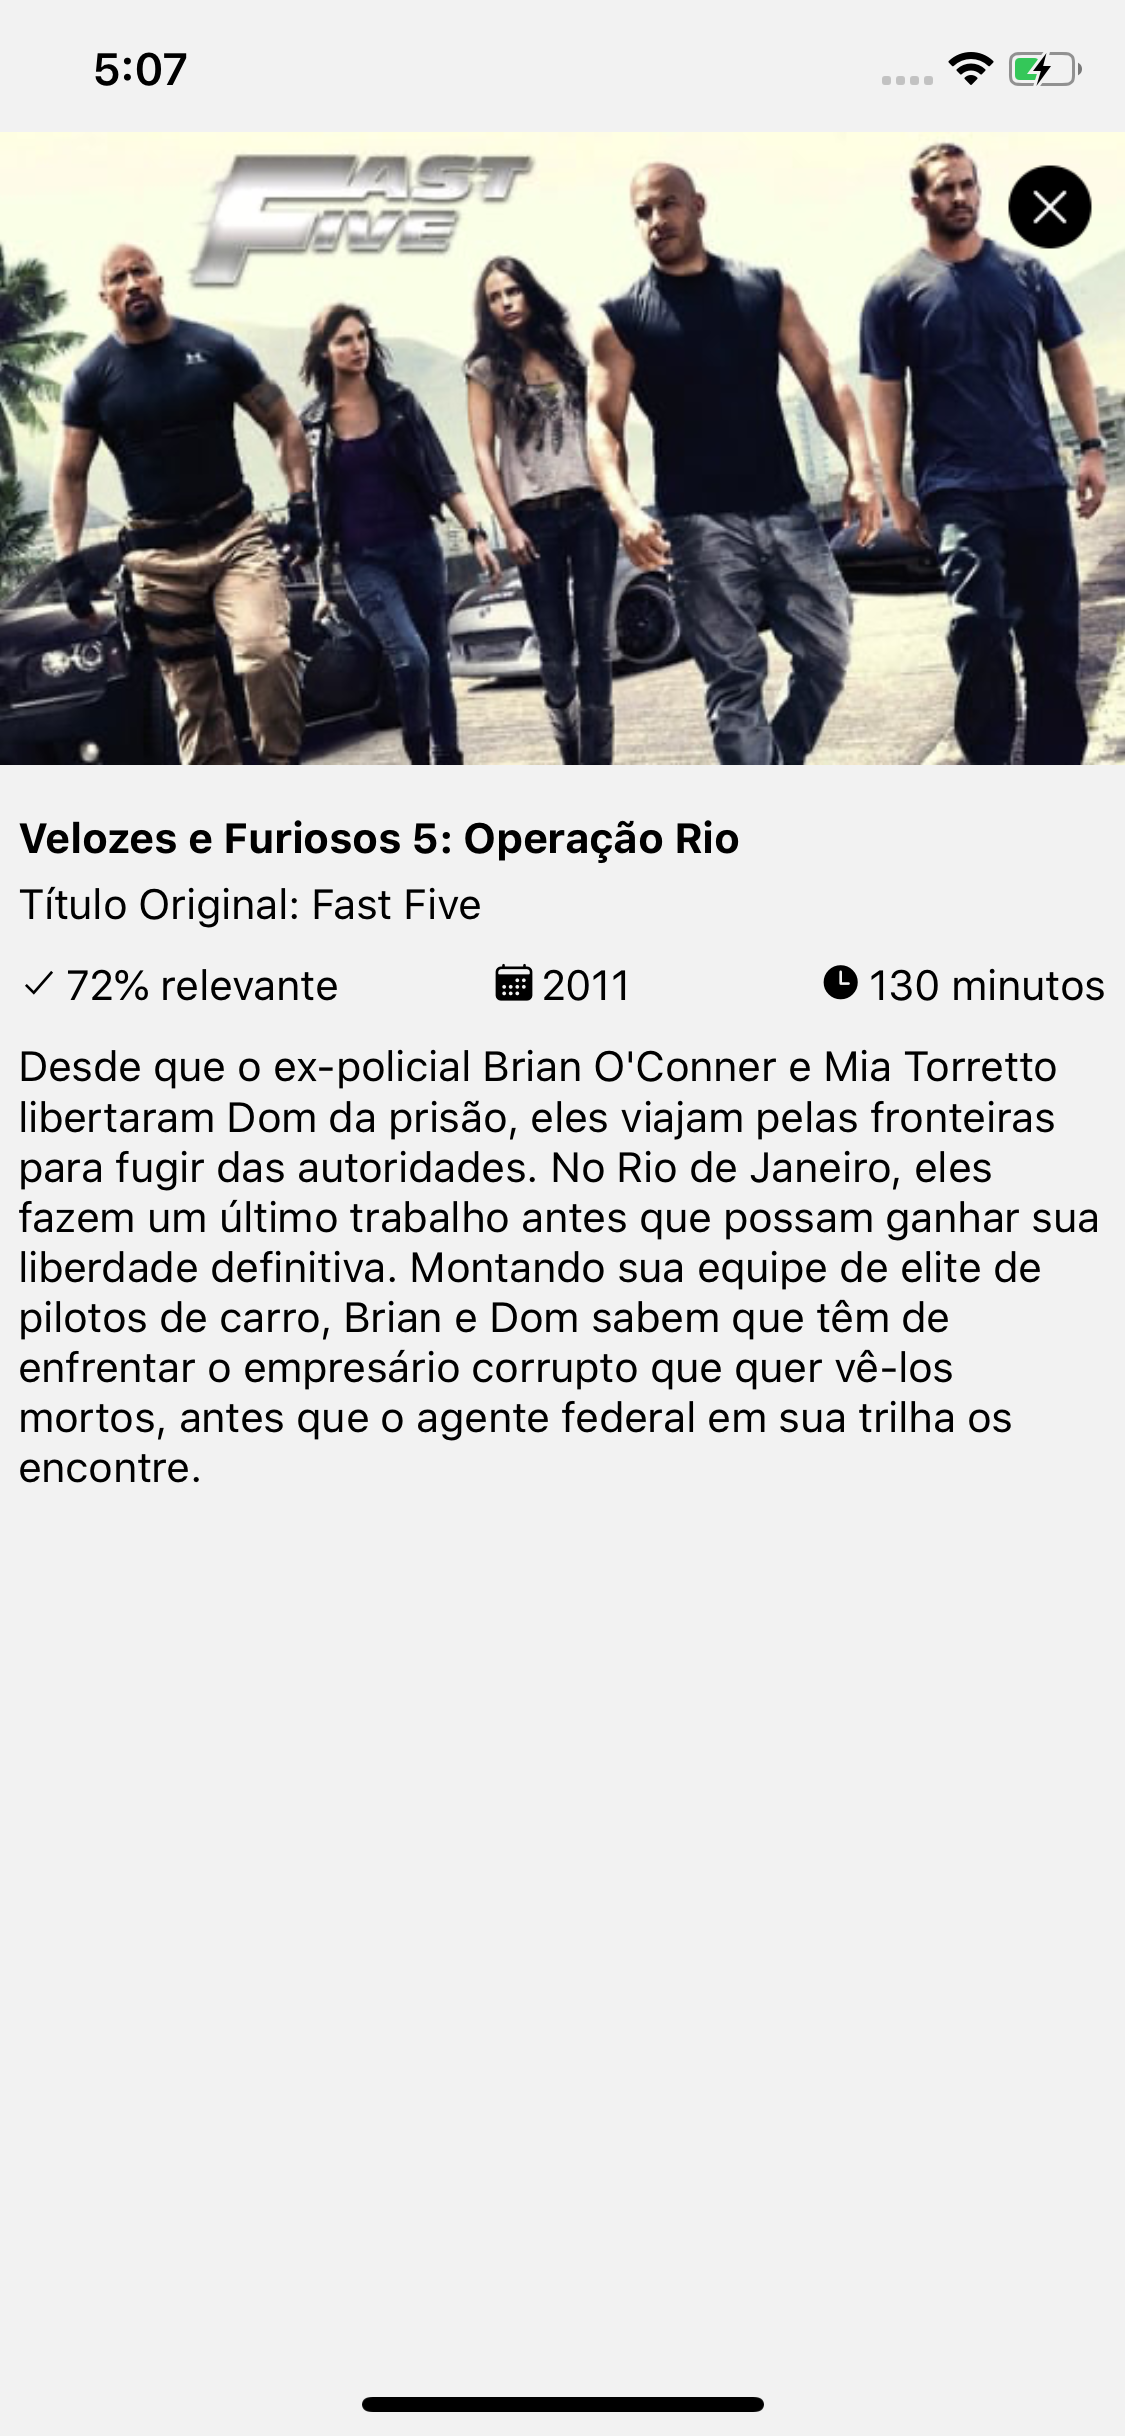 5:07
FAST
FIVE
Velozes e Furiosos 5: Operação Rio
Título Original: Fast Five
72% relevante 2011 130 minutos
Desde que o ex-policial Brian O'Conner e Mia Torretto
libertaram Dom da prisão, eles viajam pelas fronteiras
para fugir das autoridades. No Rio de Janeiro, eles
fazem um último trabalho antes que possam ganhar sua
liberdade definitiva. Montando sua equipe de elite de
pilotos de carro, Brian e Dom sabem que têm de
enfrentar o empresário corrupto que quer vê-los
mortos, antes que o agente federal em sua trilha os
encontre.